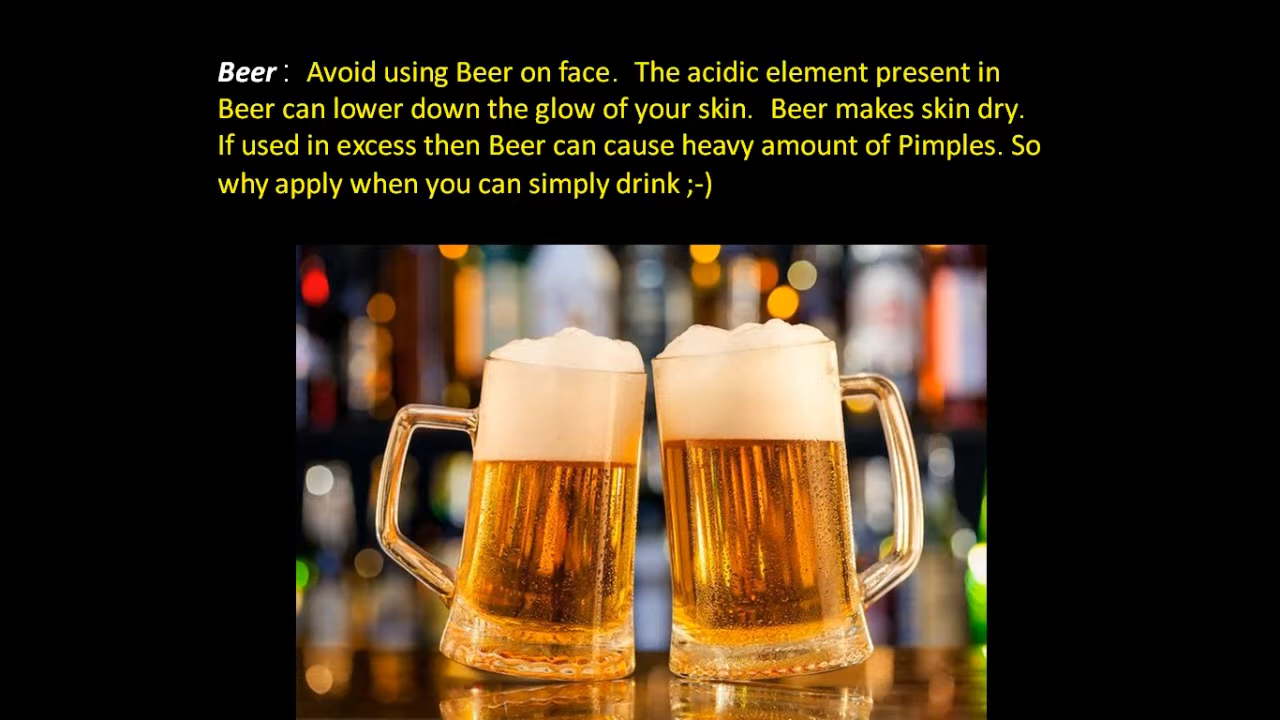 Beer : Avoid using Beer on face. The acidic element present in
Beer can lower down the glow of your skin. Beer makes skin dry.
If used in excess then Beer can cause heavy amount of Pimples. So
why apply when you can simply drink ;-)